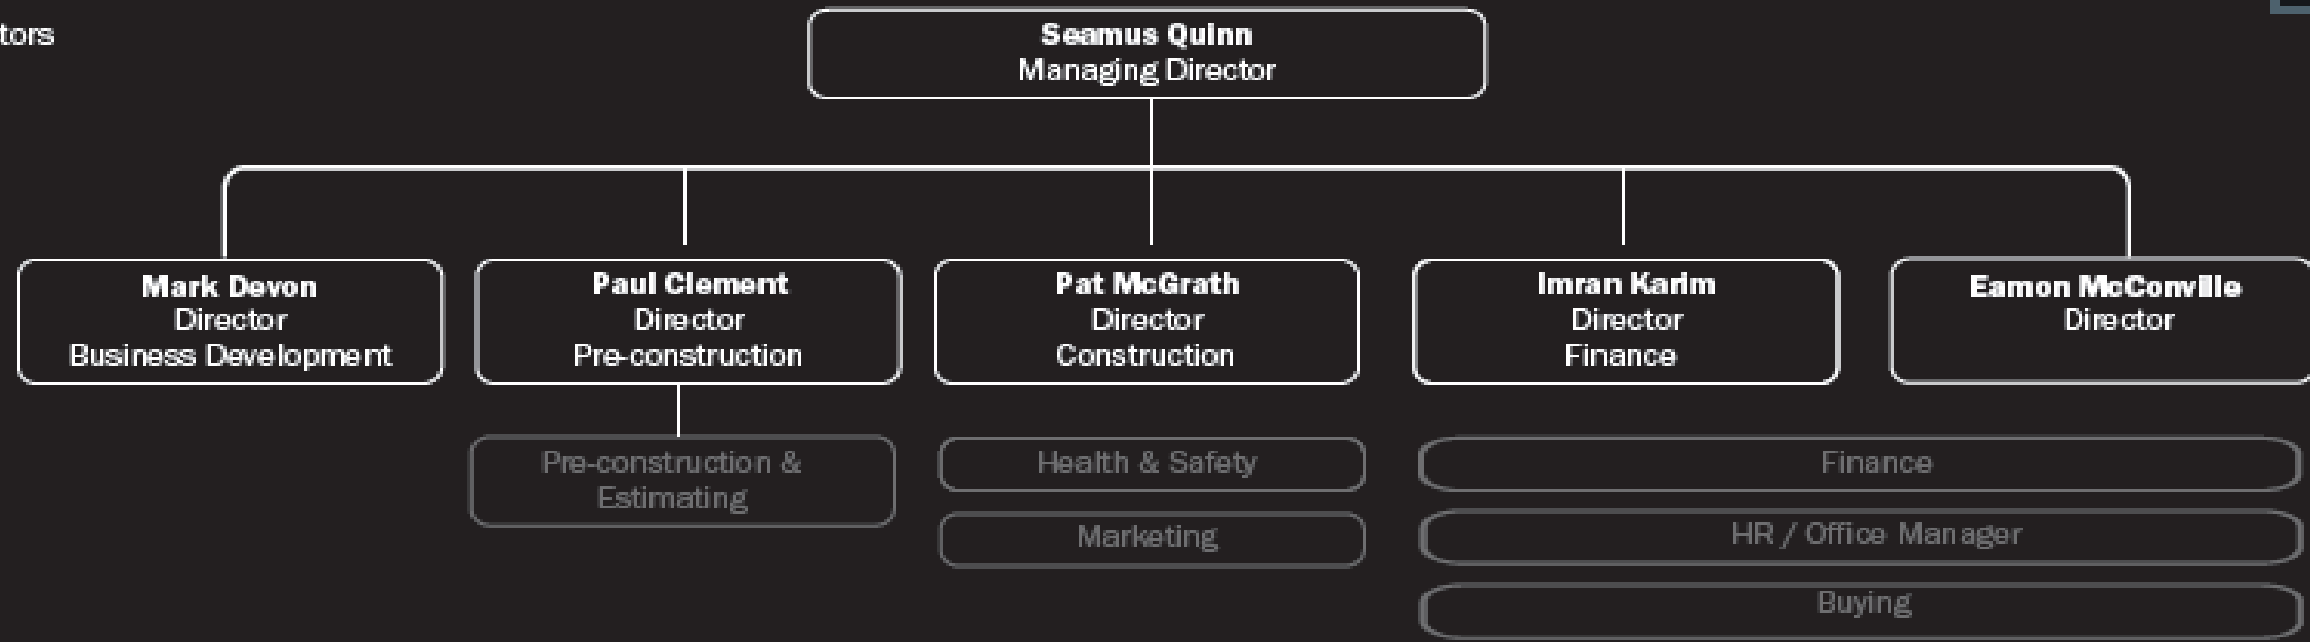 tors
Seamus Quinn
Managing Director
Mark Devon
Director
Business Development
Paul Clement
Director
Pre-construction
Pat McGrath
Director
Construction
Imran Karim
Director
Finance
Eamon McConville
Director
Pre-construction &
Estimating
Health & Safety
Marketing
Finance
HR / Office Manager
Buying